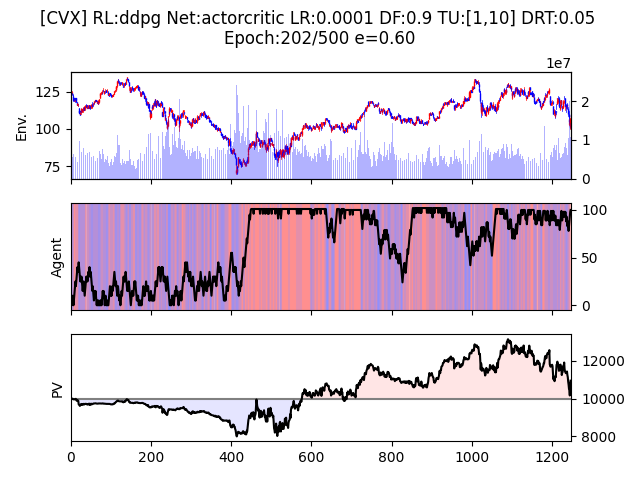 [CVX] RL:ddpg Net:actorcritic LR:0.0001 DF:0.9 TU:[1,10] DRT:0.05
Epoch:202/500 e=0.60
1e7
Env.
125
100
75
2
1
0
Agent
100
50
0
PV
12000
10000
8000
0 200 400 600 800 1000 1200